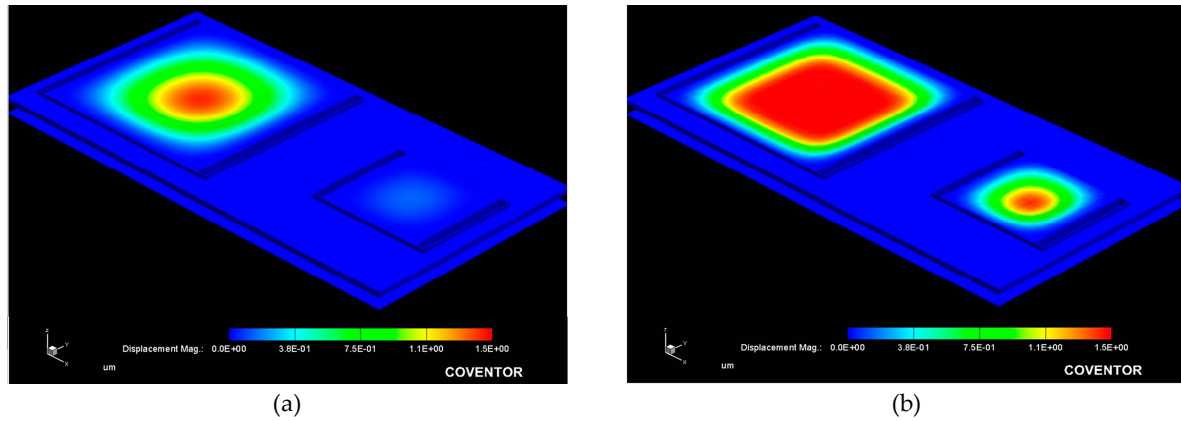 z
Y
X
Displacement Mag.: 0.0E+00 3.8E-01 7.5E-01 1.1E+00 1.5E+00
um
COVENTOR
(a)
z
Y
X
Displacement Mag.: 0.0E+00 3.8E-01 7.5E-01 1.1E+00 1.5E+00
um
COVENTOR
(b)